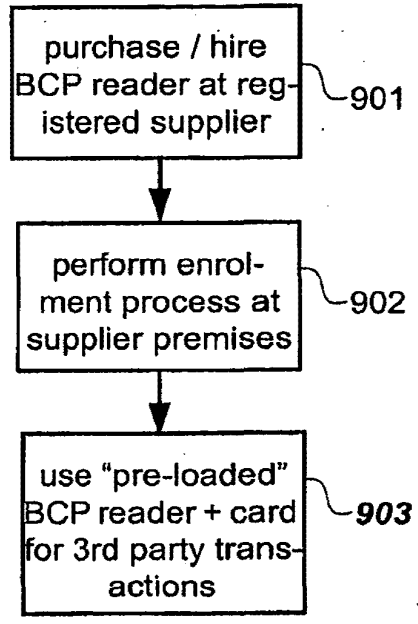 purchase / hire
BCP reader at reg-
istered supplier
901
perform enrol-
ment process at
supplier premises
902
use “pre-loaded”
BCP reader + card
for 3rd party trans-
actions
903